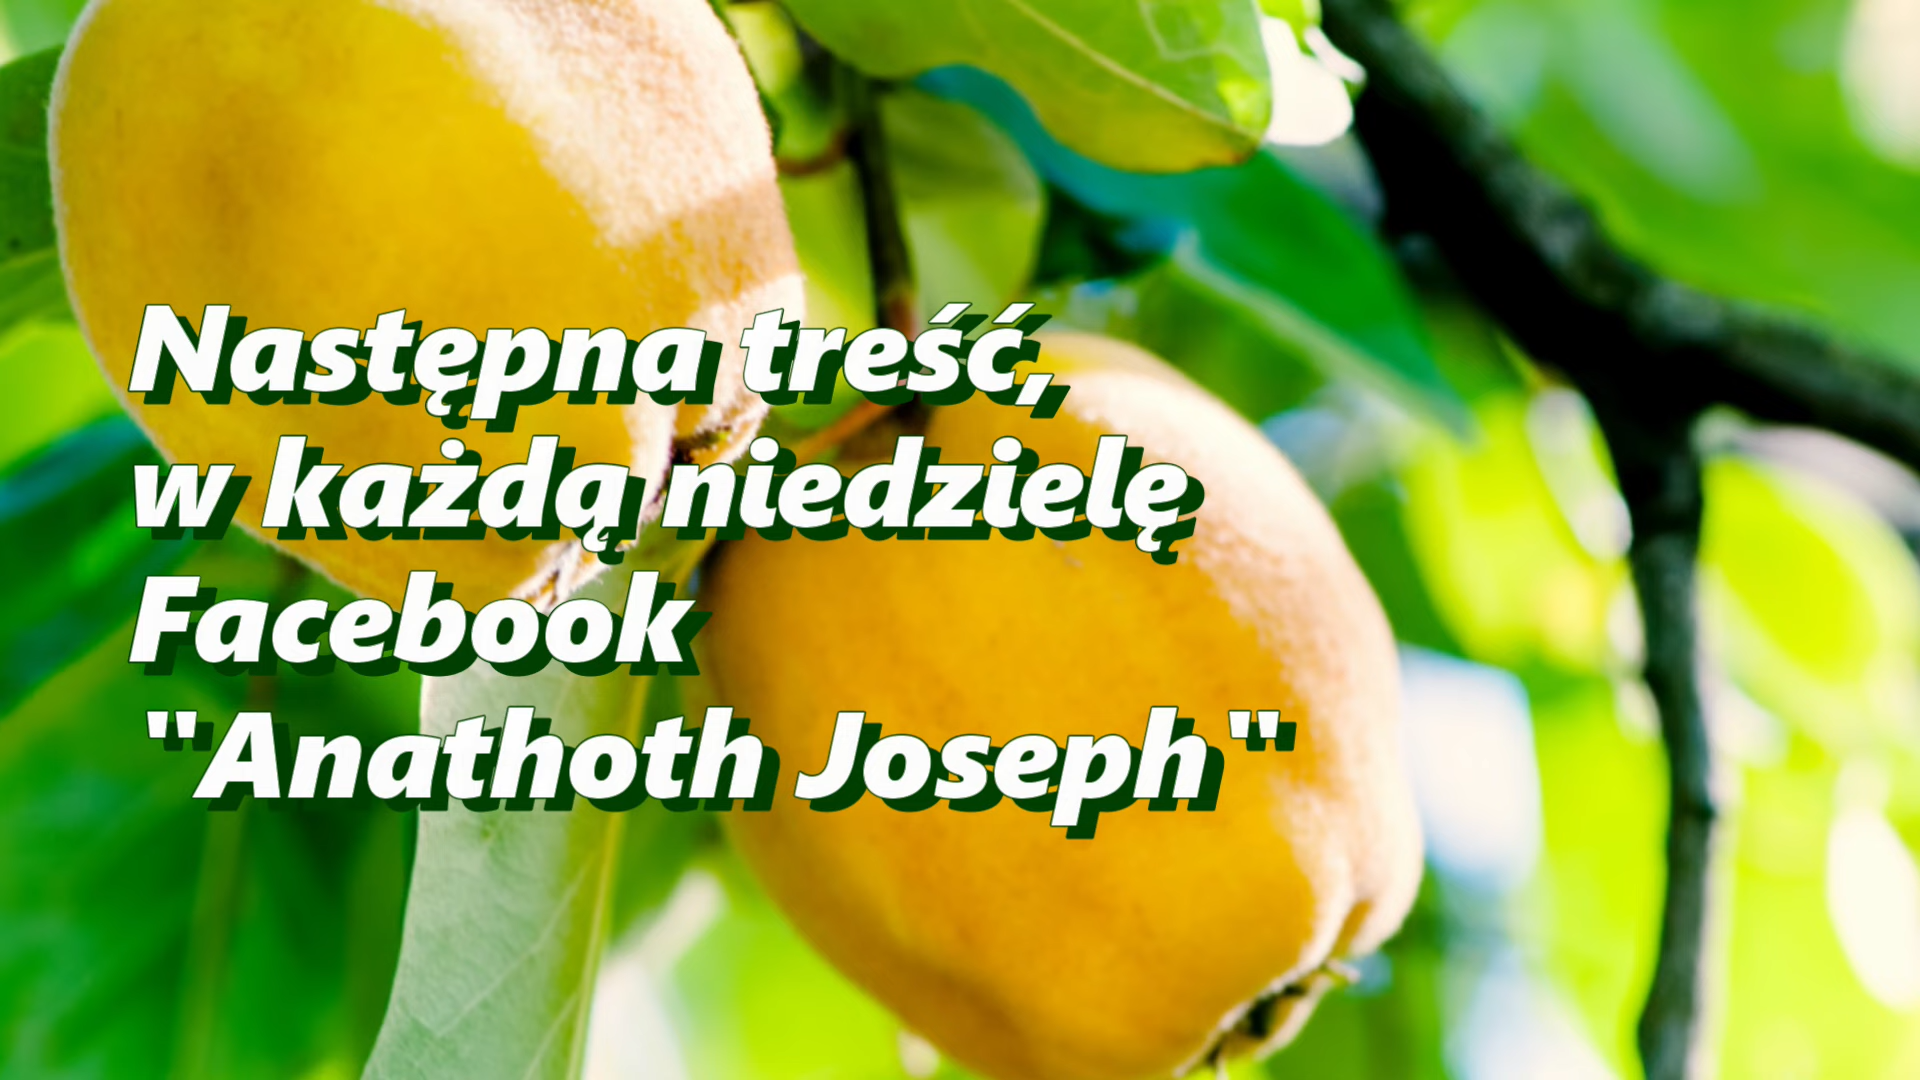 Następna treść,
w każdą niedzielę
Facebook
"Anathoth Joseph"